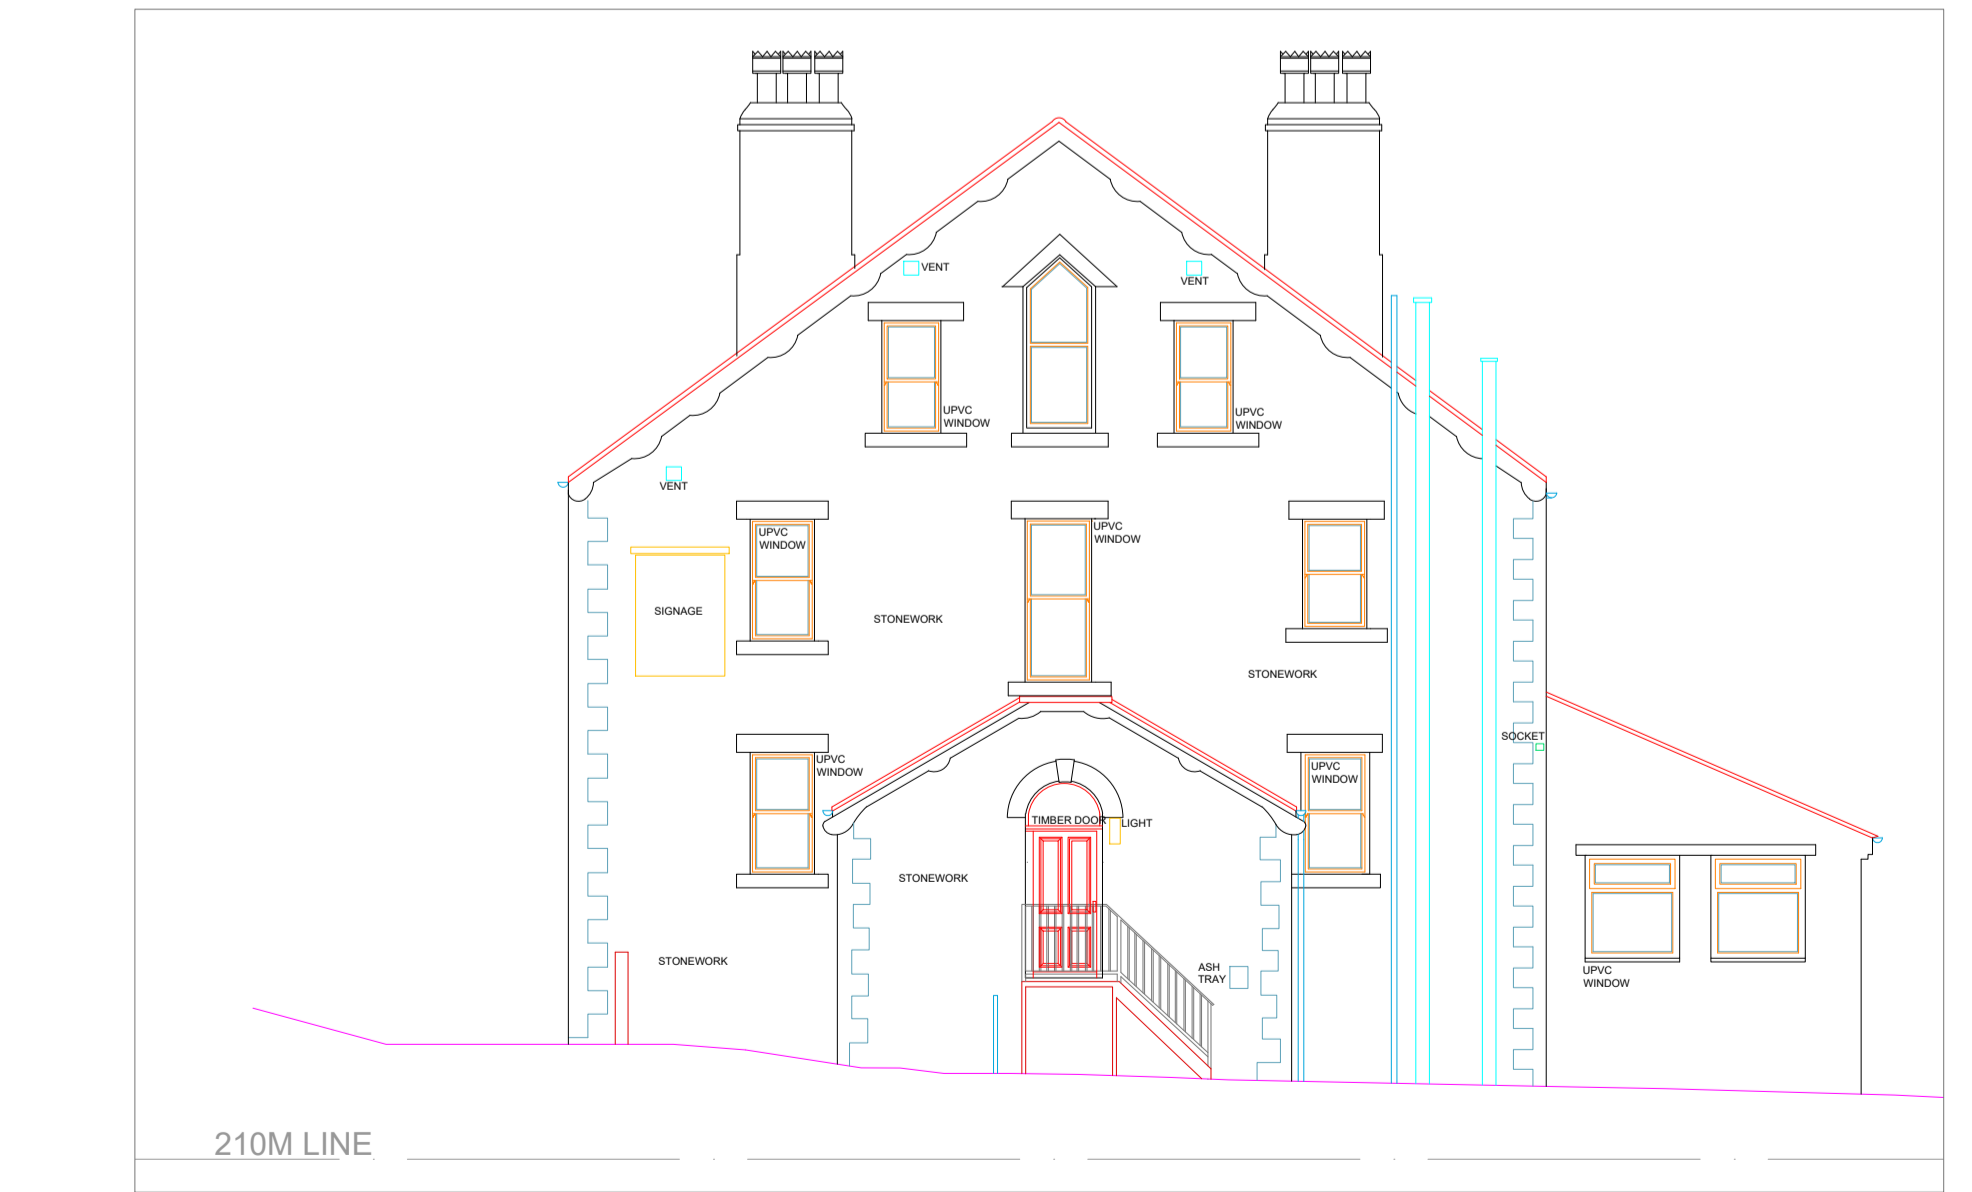 VENT
VENT
UPVC
WINDOW
UPVC
WINDOW
VENT
UPVC
WINDOW
UPVC
WINDOW
SIGNAGE
STONEWORK
STONEWORK
SOCKET
UPVC
WINDOW
UPVC
WINDOW
TIMBER DOOR
LIGHT
STONEWORK
STONEWORK
ASH
TRAY
UPVC
WINDOW
210M LINE